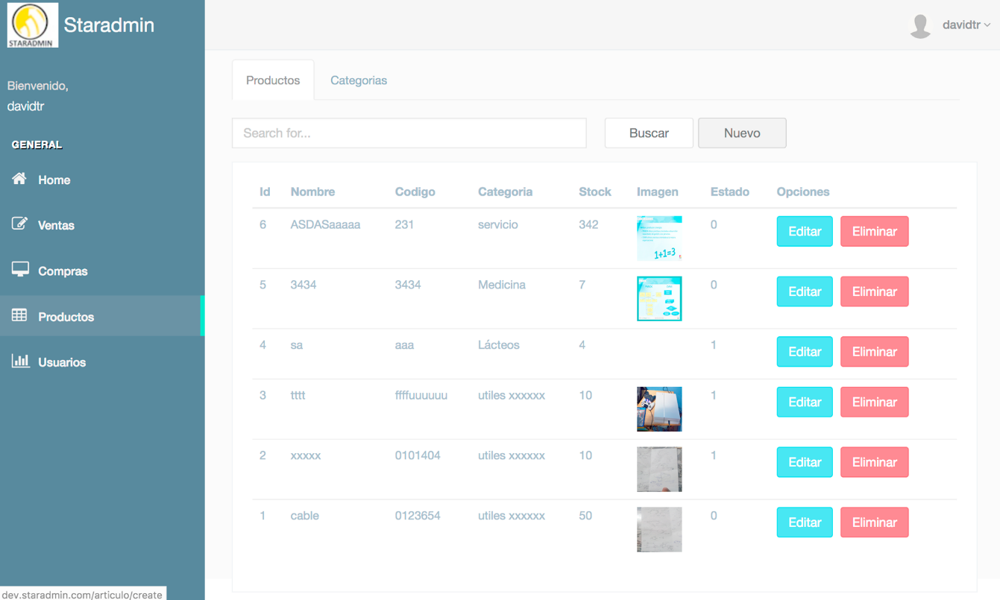 STARADMIN
Staradmin
davidtr
Bienvenido,
davidtr
GENERAL
Home
Ventas
Compras
Productos
Usuarios
Productos Categorias
Search for...
Buscar Nuevo
Id Nombre Codigo Categoria Stock Imagen Estado Opciones
6 ASDASaaaaa 231 servicio 342 0 Editar Eliminar
1+1=3
5 3434 3434 Medicina 7 0 Editar Eliminar
4 sa aaa Lácteos 4 1 Editar Eliminar
3 tttt ffffuuuuuu utiles xxxxxx 10 1 Editar Eliminar
2 xxxxx 0101404 utiles xxxxxx 10 1 Editar Eliminar
1 cable 0123654 utiles xxxxxx 50 0 Editar Eliminar
dev.staradmin.com/articulo/create